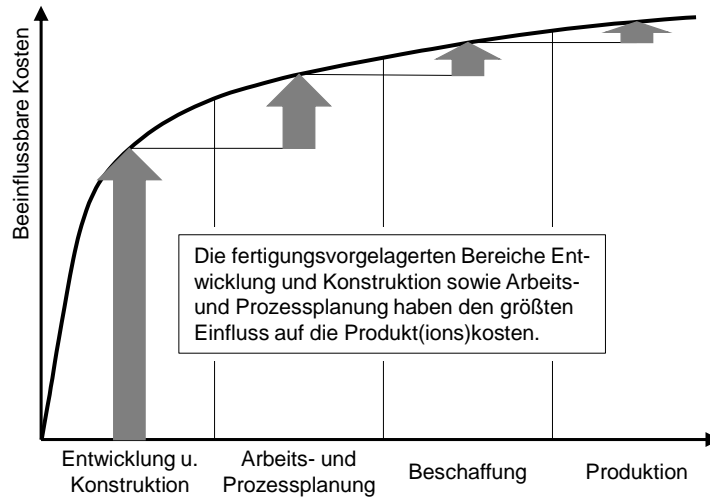 Beeinflussbare Kosten
Die fertigungsvorgelagerten Bereiche Ent-
wicklung und Konstruktion sowie Arbeits-
und Prozessplanung haben den größten
Einfluss auf die Produkt(ions)kosten.
Entwicklung u.
Konstruktion
Arbeits- und
Prozessplanung
Beschaffung
Produktion